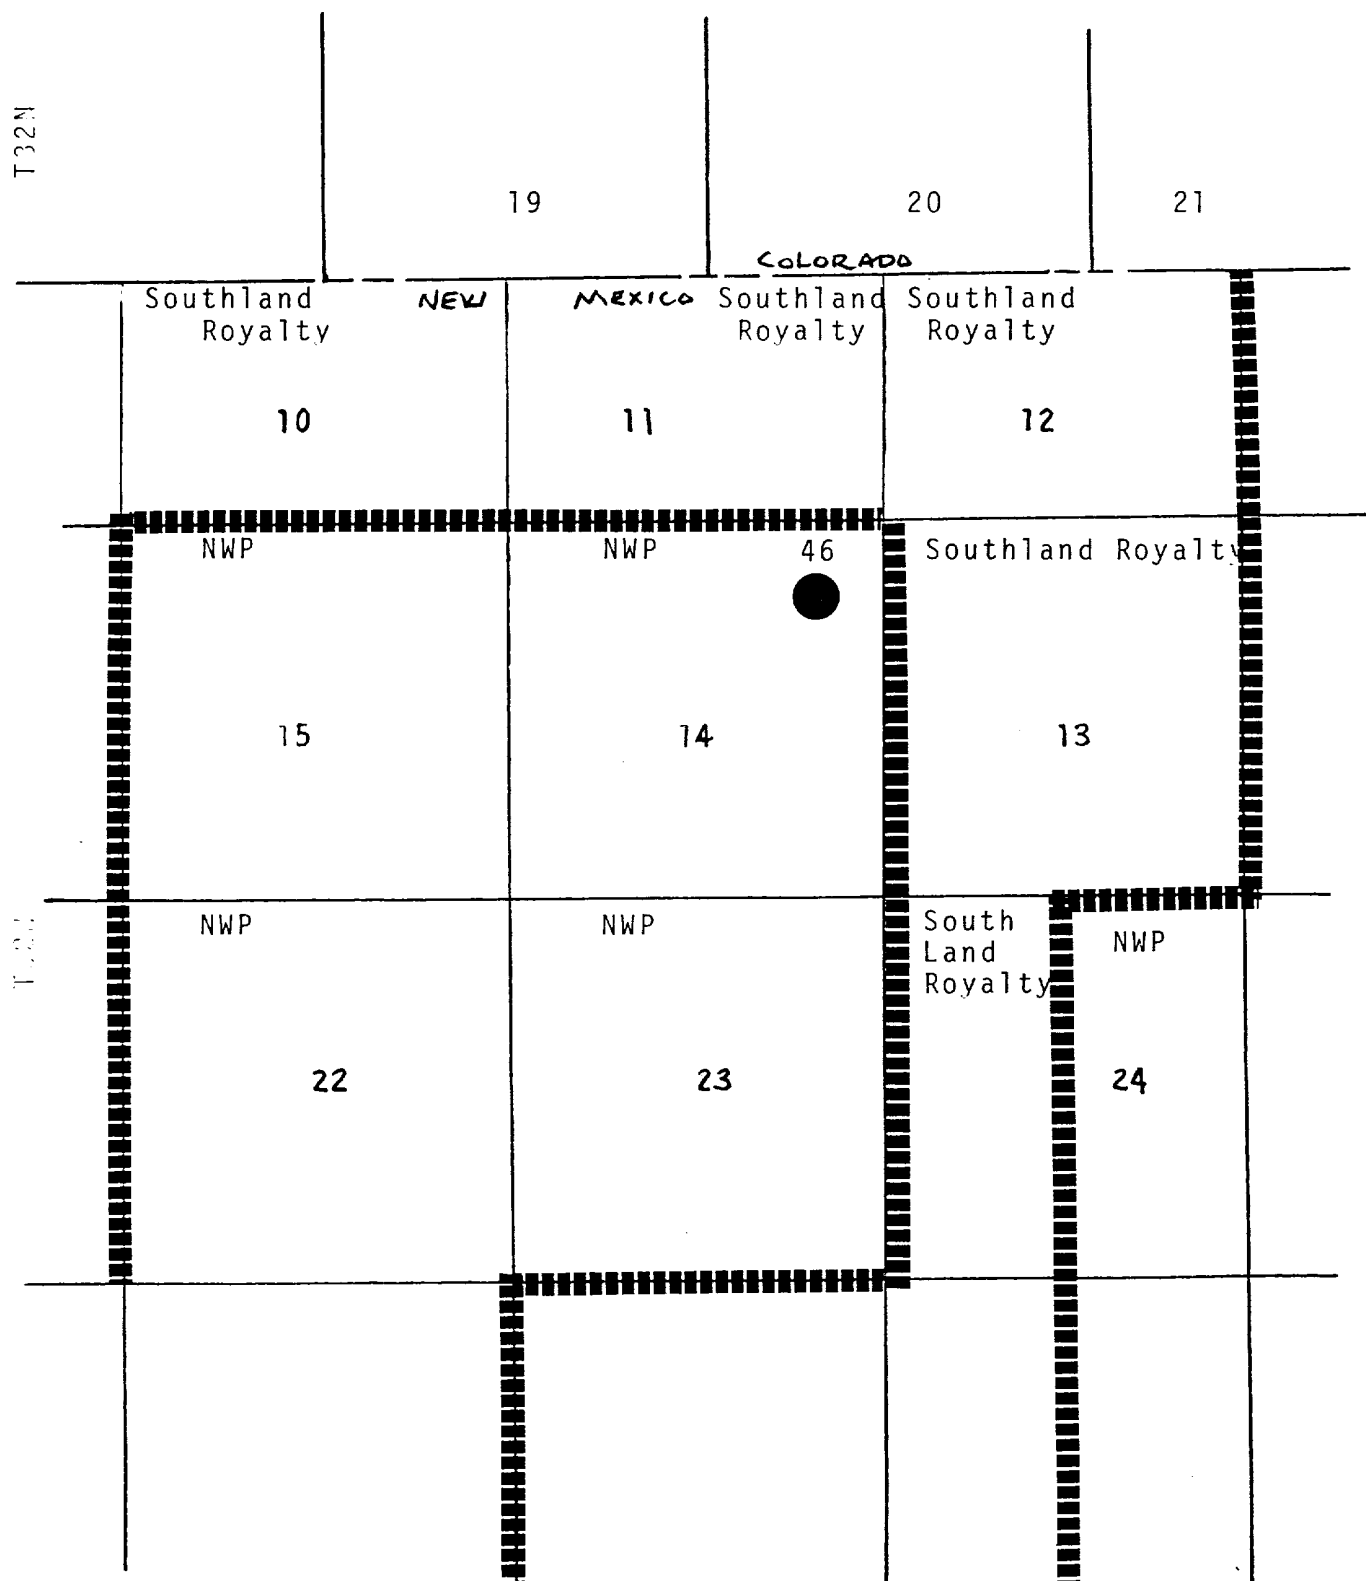 T32N
19 20 21
COLORADO
NEW MEXICO
Southland
Royalty
Southland
Royalty
Southland
Royalty
10 11 12
NWP NWP 46 Southland Royalty
15 14 13
NWP NWP
South
Land
Royalty
NWP
22 23 24